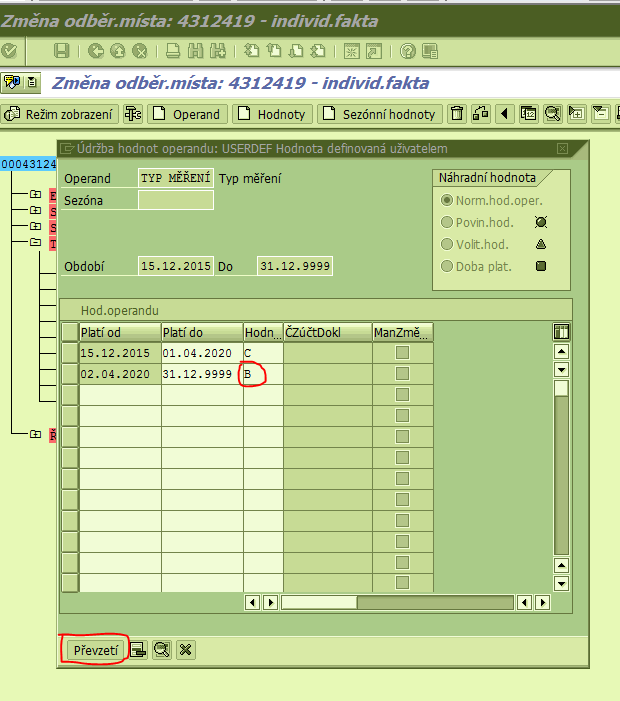 Změna odběr.místa: 4312419 - individ.fakta
Změna odběr.místa: 4312419 - individ.fakta
Režim zobrazení Operand Hodnoty Sezónní hodnoty
00043124
Údržba hodnot operandu: USERDEF Hodnota definovaná uživatelem
E
S
S
T
Ř
Operand TYP MĚŘENÍ Typ měření
Sezóna
Období 15.12.2015 Do 31.12.9999
Náhradní hodnota
Norm.hod.oper.
Povin.hod.
Volit.hod.
Doba plat.
Hod.operandu
Platí od Platí do Hodn... ČZúčtDokl ManZmě...
15.12.2015 01.04.2020 C
02.04.2020 31.12.9999 B
Převzetí